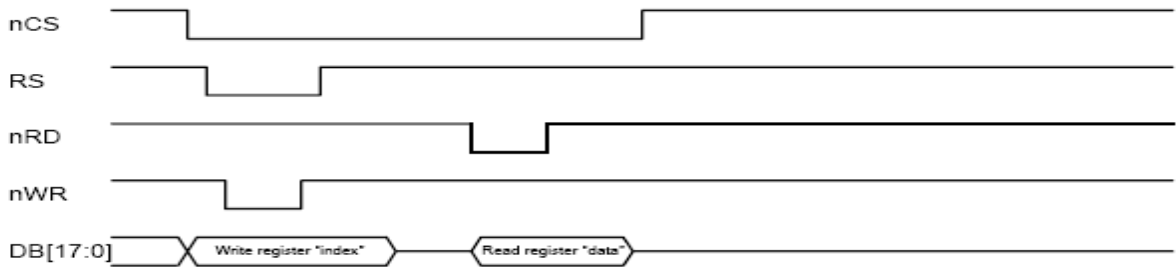 nCS
RS
nRD
nWR
DB[17:0]
Write register "index"
Read register "data"